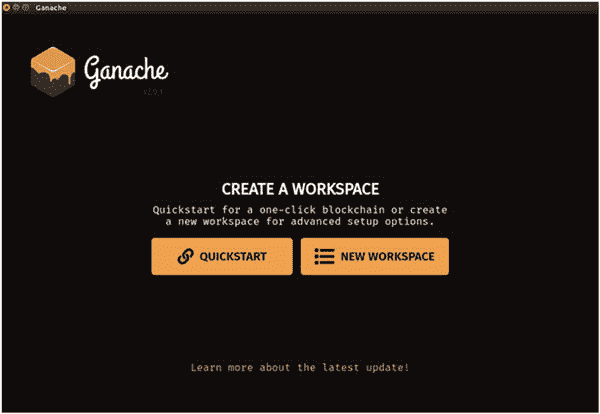 Ganache
Ganache
v2.0.1
CREATE A WORKSPACE
Quickstart for a one-click blockchain or create
a new workspace for advanced setup options.
QUICKSTART
NEW WORKSPACE
Learn more about the latest update!